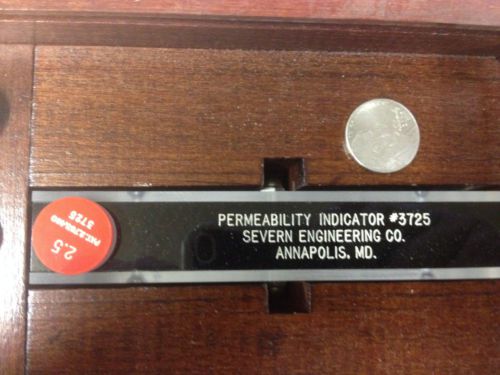 PERMEABILITY INDICATOR #3725
SEVERN ENGINEERING CO.
ANNAPOLIS, MD.
2.5
3725